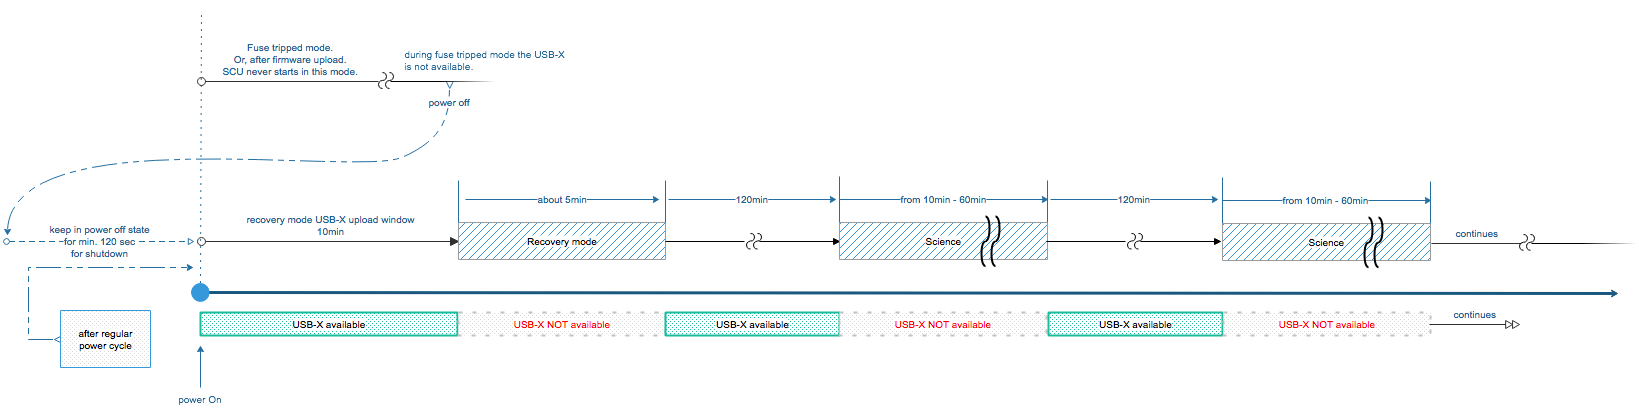 Fuse tripped mode.
Or, after firmware upload.
SCU never starts in this mode.
during fuse tripped mode the USB-X
is not available.
power off
keep in power off state
for min. 120 sec
for shutdown
recovery mode USB-X upload window
10min
about 5min
120min
from 10min - 60min
120min
from 10min - 60min
Recovery mode
Science
Science
continues
after regular
power cycle
USB-X available
USB-X NOT available
USB-X available
USB-X NOT available
USB-X available
USB-X NOT available
continues
power On